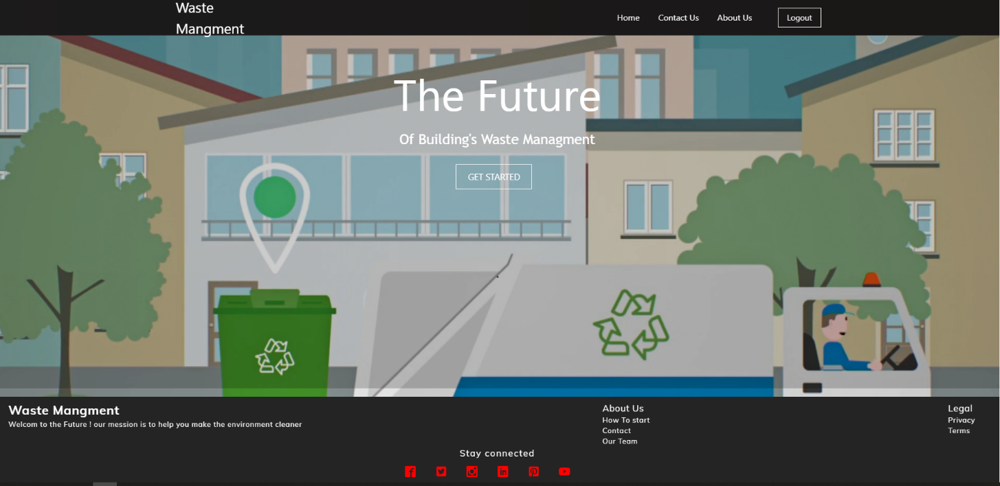 Waste
Mangment
Home Contact Us About Us Logout
The Future
Of Building's Waste Managment
GET STARTED
Waste Mangment
Welcom to the Future ! our mession is to help you make the environment cleaner
About Us
How To start
Contact
Our Team
Legal
Privacy
Terms
Stay connected